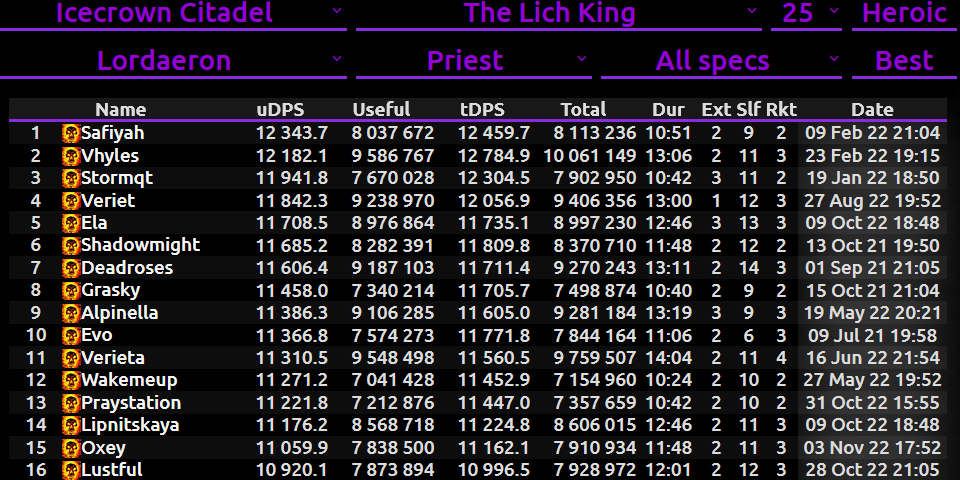 Icecrown Citadel The Lich King 25 Heroic
Lordaeron Priest All specs Best
Name uDPS Useful tDPS Total Dur Ext Slf Rkt Date
1 Safiyah 12 343.7 8 037 672 12 459.7 8 113 236 10:51 2 9 2 09 Feb 22 21:04
2 Vhyles 12 182.1 9 586 767 12 784.9 10 061 149 13:06 2 11 3 23 Feb 22 19:15
3 Stormqt 11 941.8 7 670 028 12 304.5 7 902 950 10:42 3 11 2 19 Jan 22 18:50
4 Veriet 11 842.3 9 238 970 12 056.9 9 406 356 13:00 1 12 3 27 Aug 22 19:52
5 Ela 11 708.5 8 976 864 11 735.1 8 997 230 12:46 3 13 3 09 Oct 22 18:48
6 Shadowmight 11 685.2 8 282 391 11 809.8 8 370 710 11:48 2 12 2 13 Oct 21 19:50
7 Deadroses 11 606.4 9 187 103 11 711.4 9 270 243 13:11 2 14 3 01 Sep 21 21:05
8 Grasky 11 458.0 7 340 214 11 705.7 7 498 874 10:40 2 9 2 15 Oct 21 21:04
9 Alpinella 11 386.3 9 106 285 11 605.0 9 281 184 13:19 3 9 3 19 May 22 20:21
10 Evo 11 366.8 7 574 273 11 771.8 7 844 164 11:06 2 6 3 09 Jul 21 19:58
11 Verieta 11 310.5 9 548 498 11 560.5 9 759 507 14:04 2 11 4 16 Jun 22 21:54
12 Wakemeup 11 271.2 7 041 428 11 452.9 7 154 960 10:24 2 10 2 27 May 22 19:52
13 Praystation 11 221.8 7 212 876 11 447.0 7 357 659 10:42 2 10 2 31 Oct 22 15:55
14 Lipnitskaya 11 176.2 8 568 718 11 224.8 8 606 015 12:46 2 11 3 09 Oct 22 18:48
15 Oxey 11 059.9 7 838 500 11 162.1 7 910 934 11:48 2 11 3 03 Nov 22 17:52
16 Lustful 10 920.1 7 873 894 10 996.5 7 928 972 12:01 2 12 3 28 Oct 22 21:05